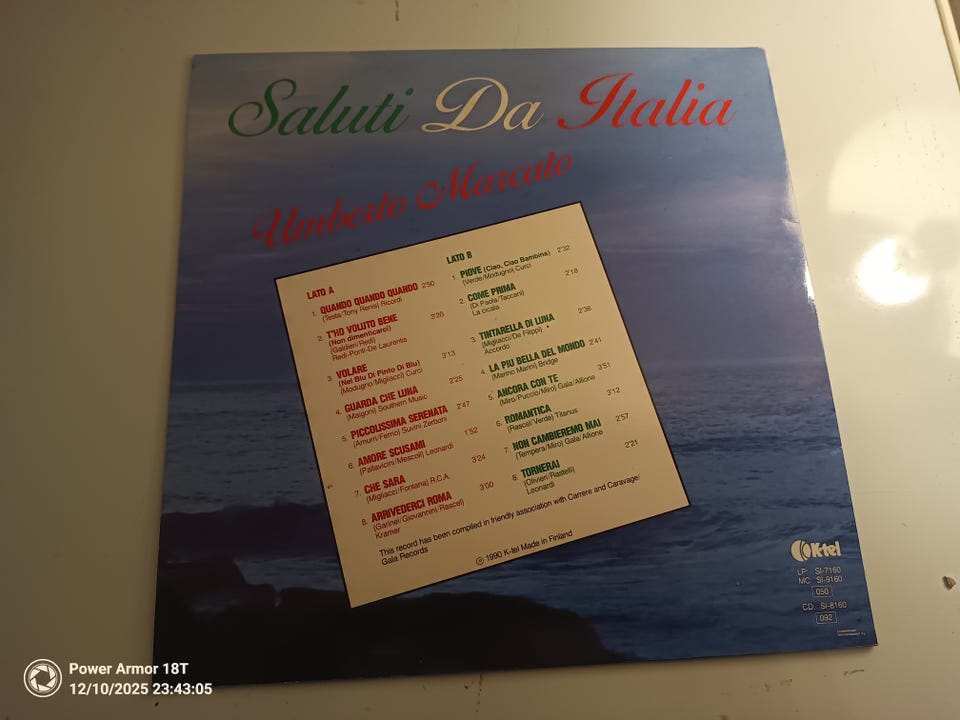 Saluti Da Italia
Umberto Marcato
LATO A
1. QUANDO QUANDO QUANDO 2'50
(Testa/Tony Renis) Ricordi
2. T'HO VOLUTO BENE 3'20
(Non dimenticarci)
(Galdieri/Redi)
Redi-Ponti-De Laurentis
3. VOLARE 3'13
(Nel Blu Di Pinto Di Blu)
(Modugno/Migliacci) Curci
4. GUARDA CHE LUNA 2'25
(Malgoni) Southern Music
5. PICCOLISSIMA SERENATA 2'47
(Amurri/Ferrio) Suvini Zerboni
6. AMORE SCUSAMI 1'52
(Pallavicini/Mescoli) Leonardi
7. CHE SARA 3'24
(Migliacci/Fontana) R.C.A.
8. ARRIVEDERCI ROMA 3'00
(Garinei/Giovannini/Rascel)
Kramer
LATO B
1. PIOVE (Ciao, Ciao Bambina) 2'32
(Verde/Modugno) Curci
2. COME PRIMA 2'18
(Di Paola/Taccani)
La cicala
3. TINTARELLA DI LUNA 2'36
(Migliacci/De Filippi)
Accordo
4. LA PIU BELLA DEL MONDO 2'41
(Marino Marini) Bridge
5. ANCORA CON TE 3'51
(Miro/Puccio/Miro) Gala/Allione
6. ROMANTICA 3'12
(Rascel/Verde) Titanus
7. NON CAMBIEREMO MAI 2'57
(Tempera/Miro) Gala/Allione
8. TORNERAI 2'21
(Olivieri/Rastelli)
Leonardi
This record has been compiled in friendly association with Carrere and Caravage/
Gala Records
℗ 1990 K-tel Made in Finland
K-tel
LP SI-7160
MC SI-9160
050
CD SI-8160
092
Power Armor 18T
12/10/2025 23:43:05